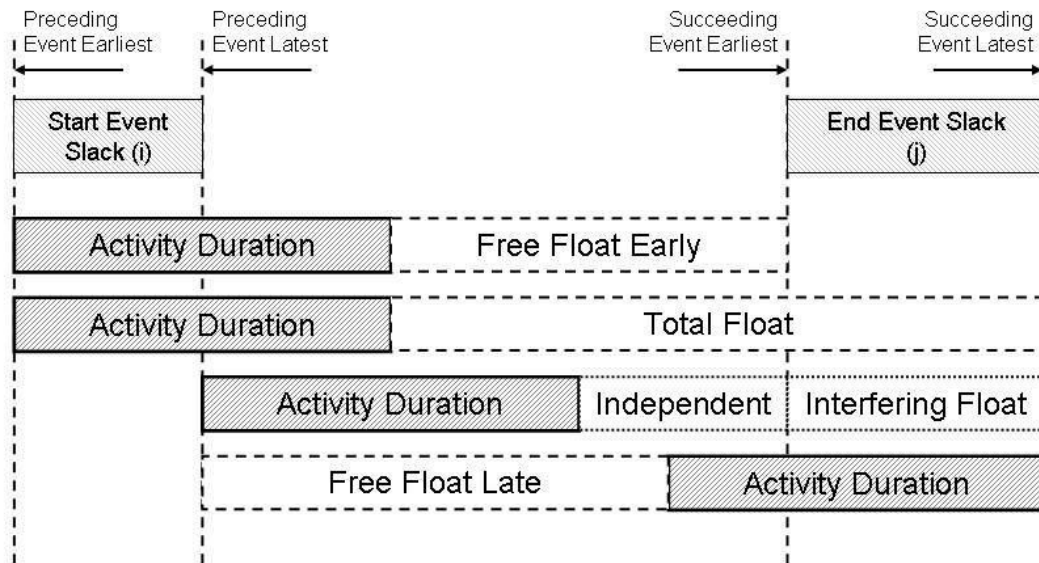 Preceding
Event Earliest
Preceding
Event Latest
Succeeding
Event Earliest
Succeeding
Event Latest
Start Event
Slack (i)
End Event Slack
(j)
Activity Duration
Free Float Early
Activity Duration
Total Float
Activity Duration
Independent
Interfering Float
Free Float Late
Activity Duration